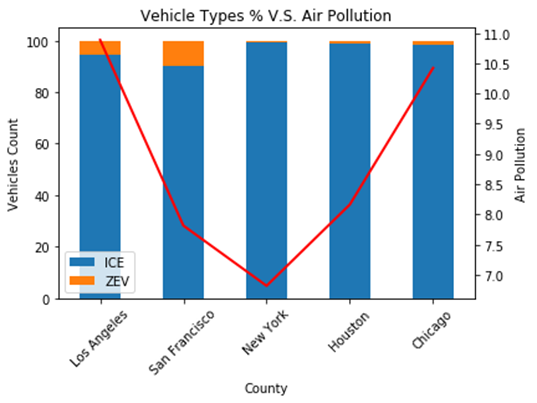 Vehicle Types % V.S. Air Pollution
Vehicles Count
100
80
60
40
20
0
ICE
ZEV
11.0
10.5
10.0
9.5
9.0
8.5
8.0
7.5
7.0
Air Pollution
Los Angeles
San Francisco
New York
Houston
Chicago
County